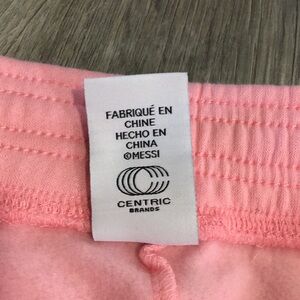 FABRIQUÉ EN
CHINE
HECHO EN
CHINA
©MESSI
CENTRIC
BRANDS